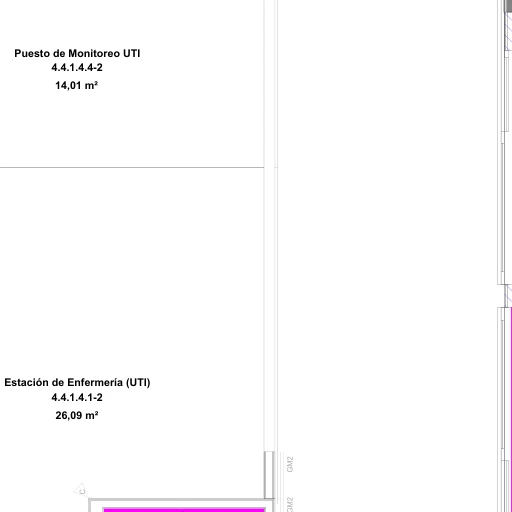 Puesto de Monitoreo UTI
4.4.1.4.4-2
14,01 m²
Estación de Enfermería (UTI)
4.4.1.4.1-2
26,09 m²
GM2
GM2